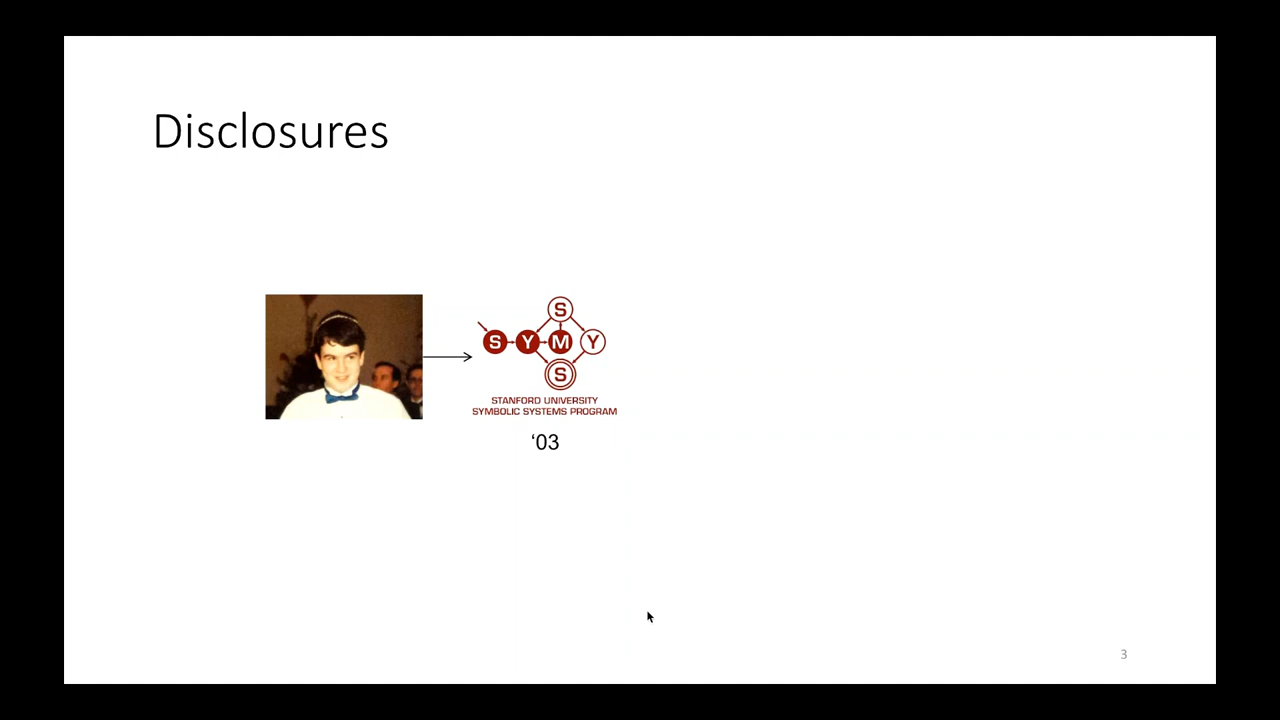 Disclosures
S
S Y M Y
S
STANFORD UNIVERSITY
SYMBOLIC SYSTEMS PROGRAM
‘03
3